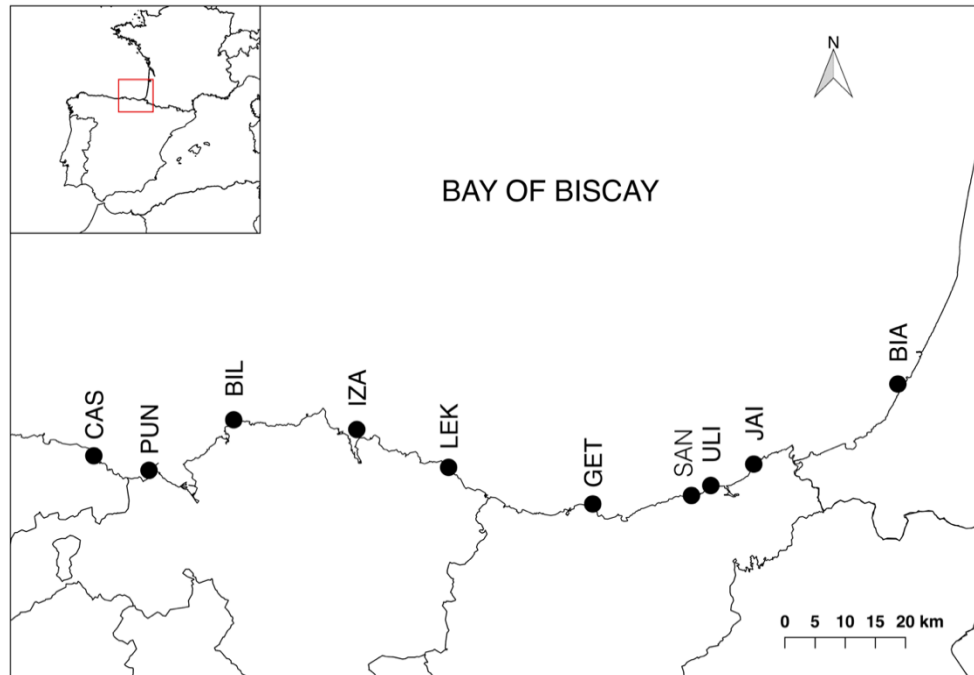 N
BAY OF BISCAY
CAS
PUN
BIL
IZA
LEK
GET
SAN
ULI
JAI
BIA
0 5 10 15 20 km